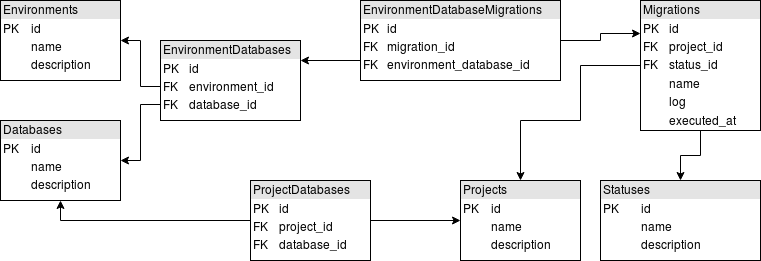 Environments
PK id
name
description
EnvironmentDatabases
PK id
FK environment_id
FK database_id
EnvironmentDatabaseMigrations
PK id
FK migration_id
FK environment_database_id
Migrations
PK id
FK project_id
FK status_id
name
log
executed_at
Databases
PK id
name
description
ProjectDatabases
PK id
FK project_id
FK database_id
Projects
PK id
name
description
Statuses
PK id
name
description